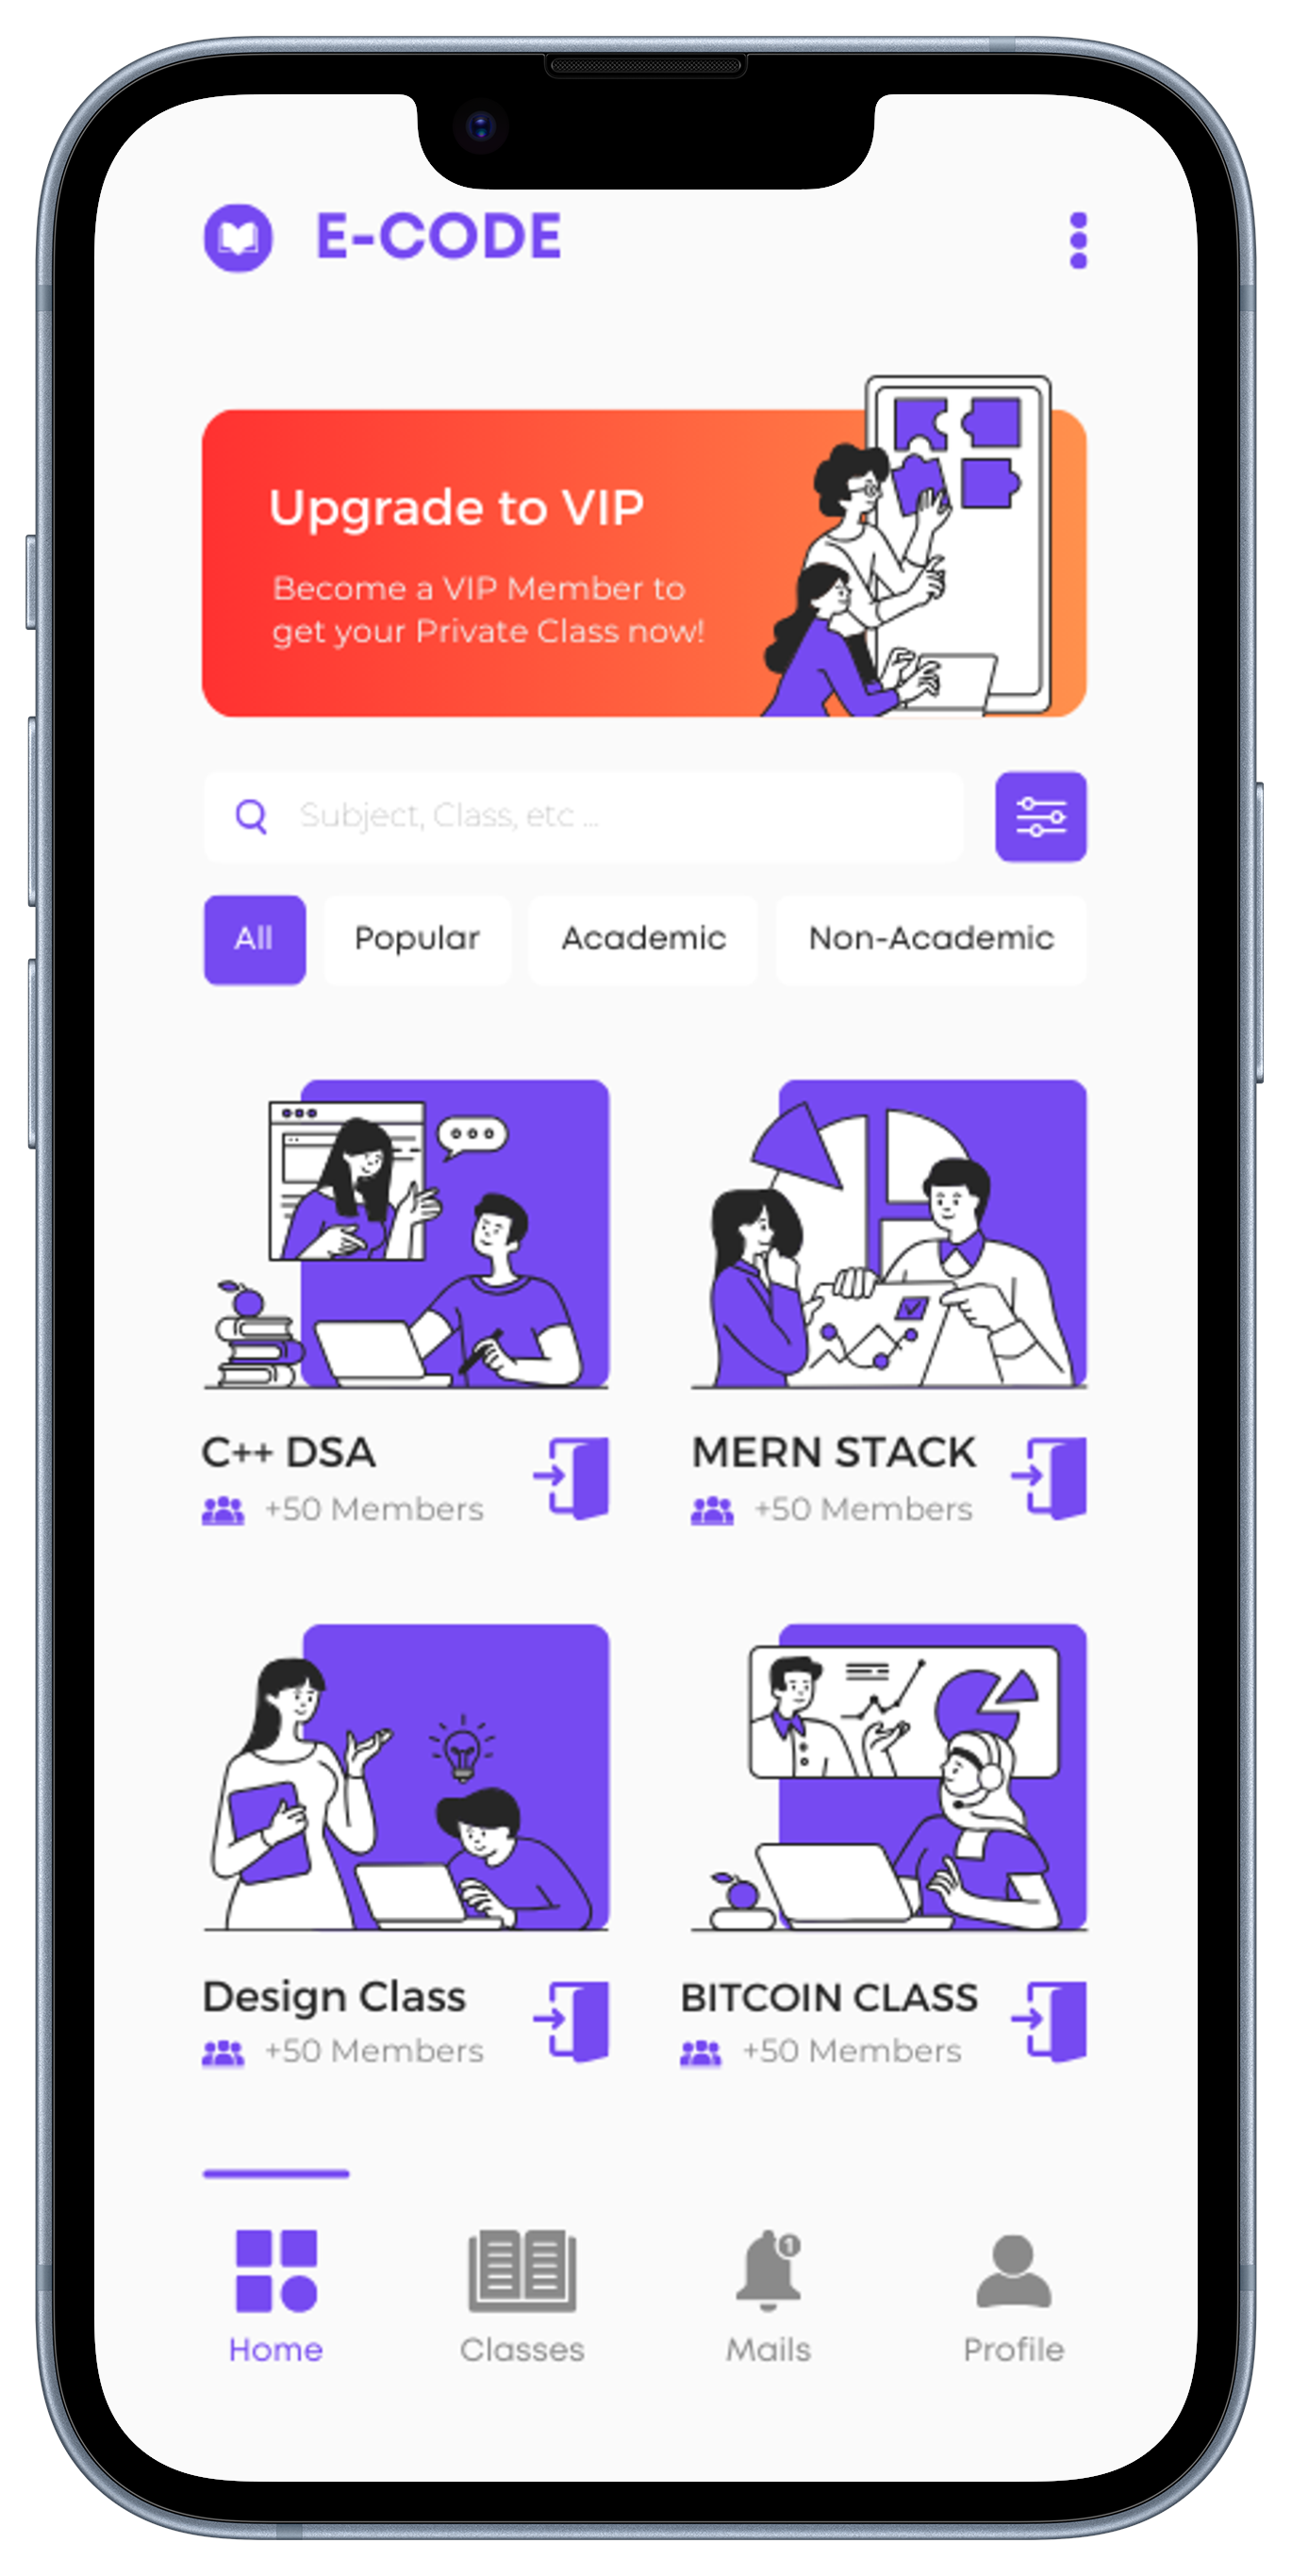 E-CODE
Upgrade to VIP
Become a VIP Member to
get your Private Class now!
Subject, Class, etc ...
All
Popular
Academic
Non-Academic
C++ DSA
MERN STACK
+50 Members
+50 Members
Design Class
BITCOIN CLASS
+50 Members
+50 Members
1
Home
Classes
Mails
Profile